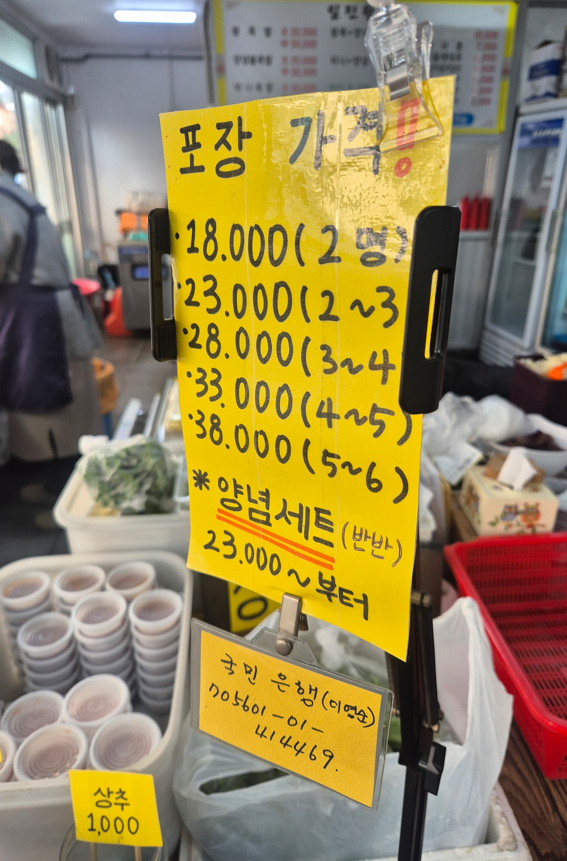 포장 가격!!
·18.000(2명)
·23.000(2~3
·28.000(3~4
·33.000(4~5)
·38.000(5~6)
*양념세트(반반)
23.000~부터
국민은행(이영순)
705601-01-
414469.
상추
1,000